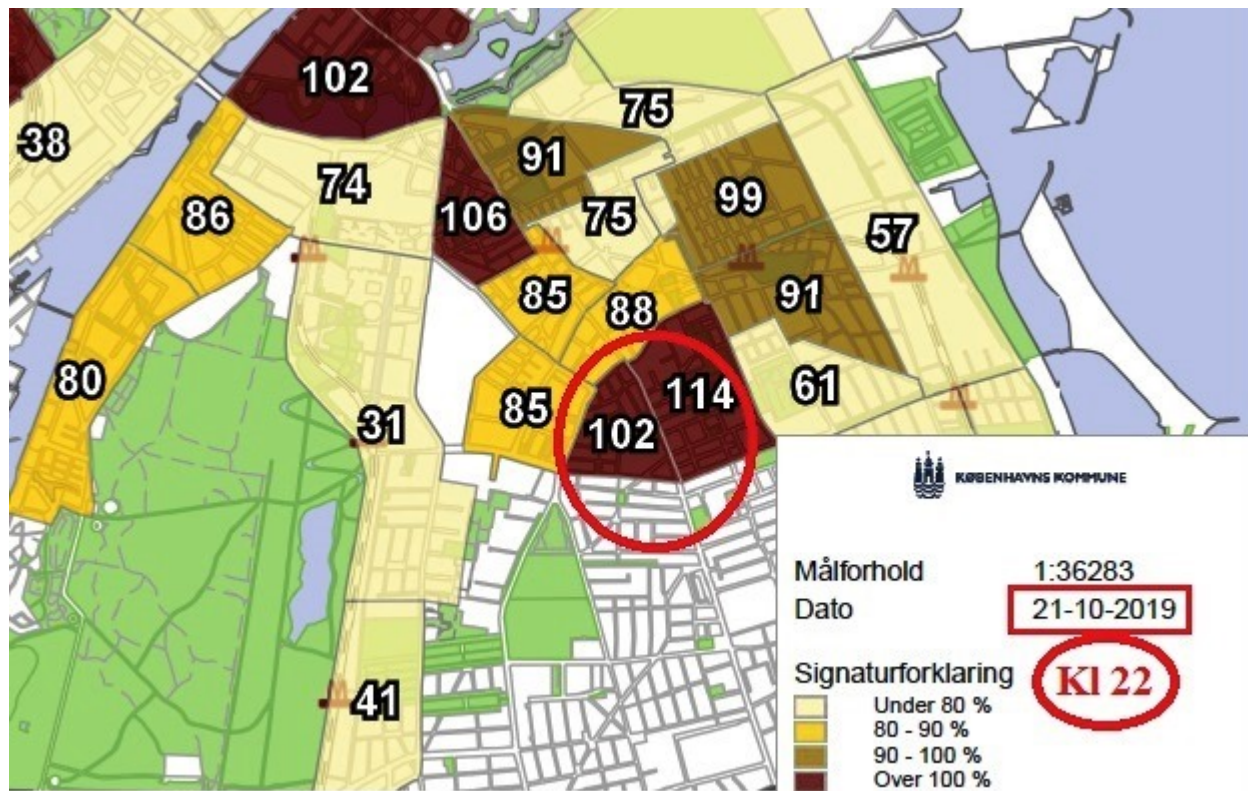 102
38
75
91
74
99
86
106
75
57
85
91
88
80
61
114
85
31
102
41
KØBENHAVNS KOMMUNE
Målforhold 1:36283
Dato 21-10-2019
Signaturforklaring Kl 22
Under 80 %
80 - 90 %
90 - 100 %
Over 100 %
M
M
M
M
M
M
M